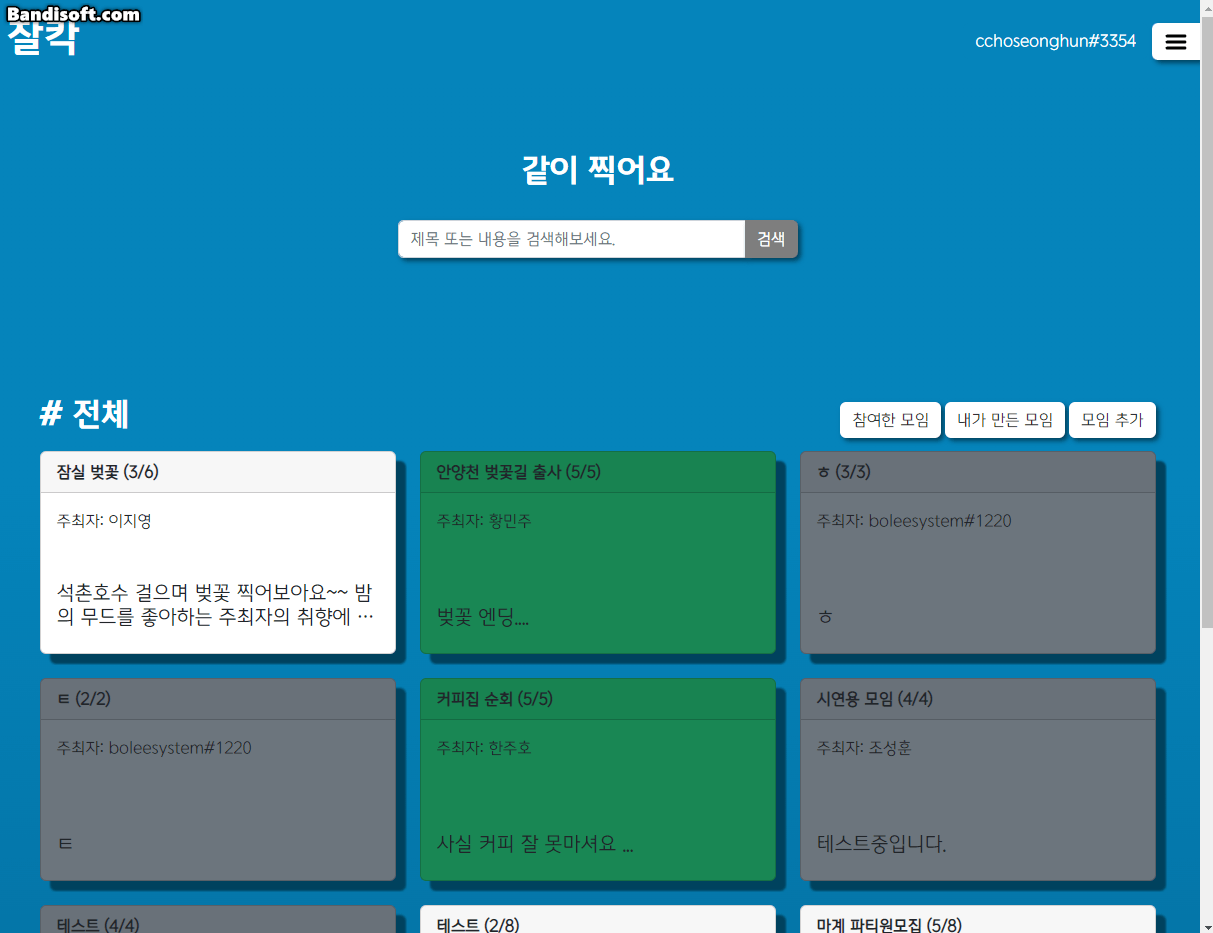 Bandisoft.com
찰칵
cchoseonghun#3354
같이 찍어요
제목 또는 내용을 검색해보세요.
검색
# 전체
참여한 모임
내가 만든 모임
모임 추가
잠실 벚꽃 (3/6)
주최자: 이지영
석촌호수 걸으며 벚꽃 찍어보아요~~ 밤
의 무드를 좋아하는 주최자의 취향에 …
안양천 벚꽃길 출사 (5/5)
주최자: 황민주
벚꽃 엔딩....
ㅎ (3/3)
주최자: boleesystem#1220
ㅎ
ㅌ (2/2)
주최자: boleesystem#1220
ㅌ
커피집 순회 (5/5)
주최자: 한주호
사실 커피 잘 못마셔요 ...
시연용 모임 (4/4)
주최자: 조성훈
테스트중입니다.
테스트 (4/4)
테스트 (2/8)
마계 파티원모집 (5/8)